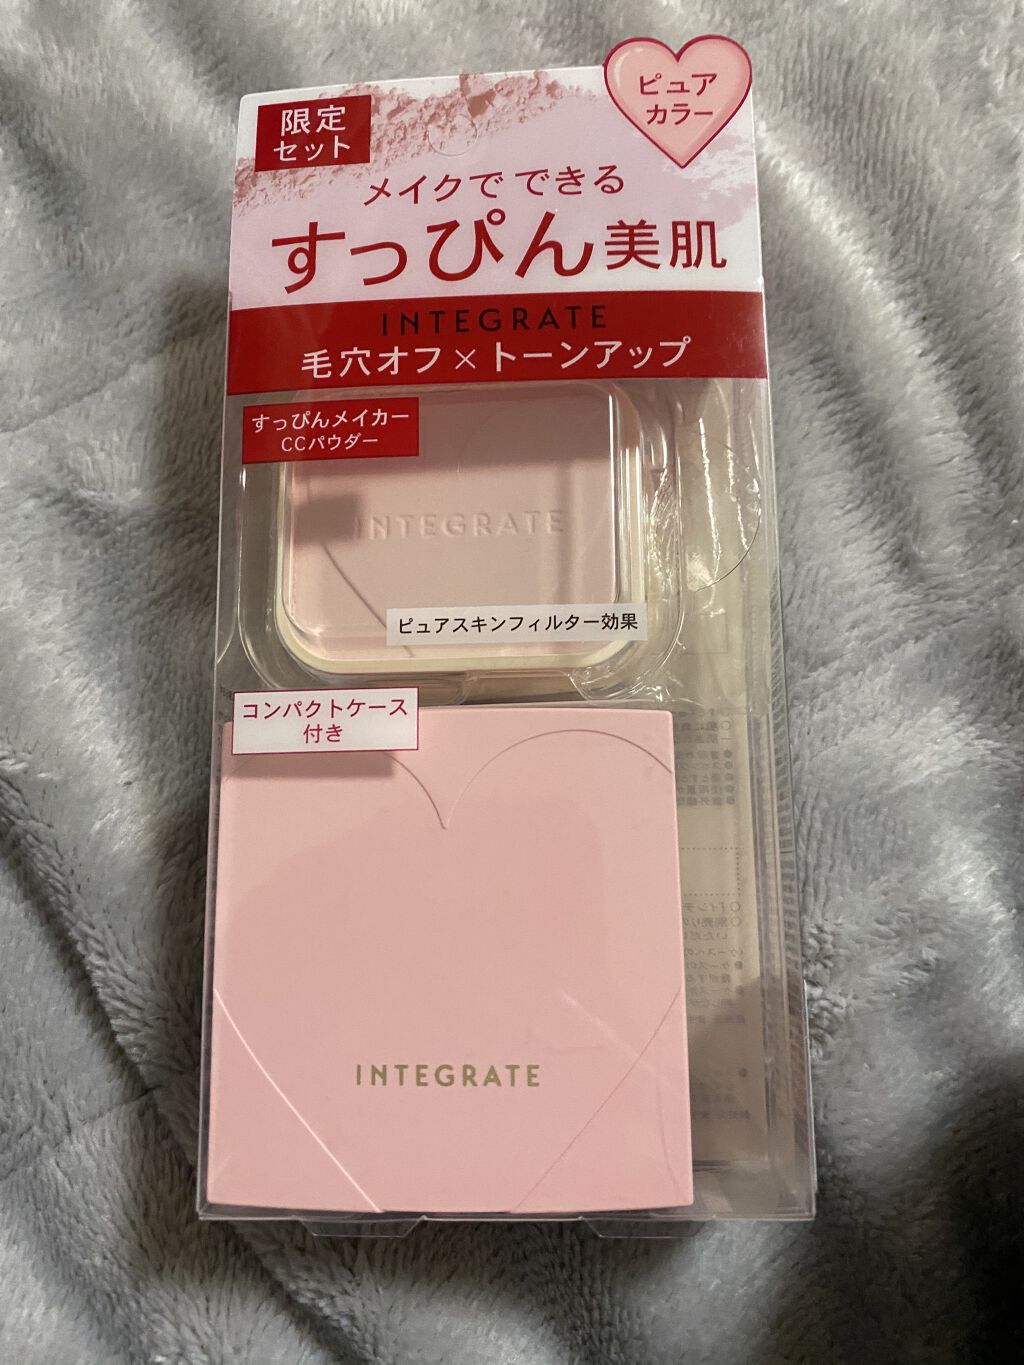 ピュア
カラー
限定
セット
メイクで できる
すっぴん美肌
INTEGRATE
毛穴オフ×トーンアップ
すっぴんメイカー
CCパウダー
INTEGRATE
ピュアスキンフィルター効果
コンパクトケース
付き
INTEGRATE